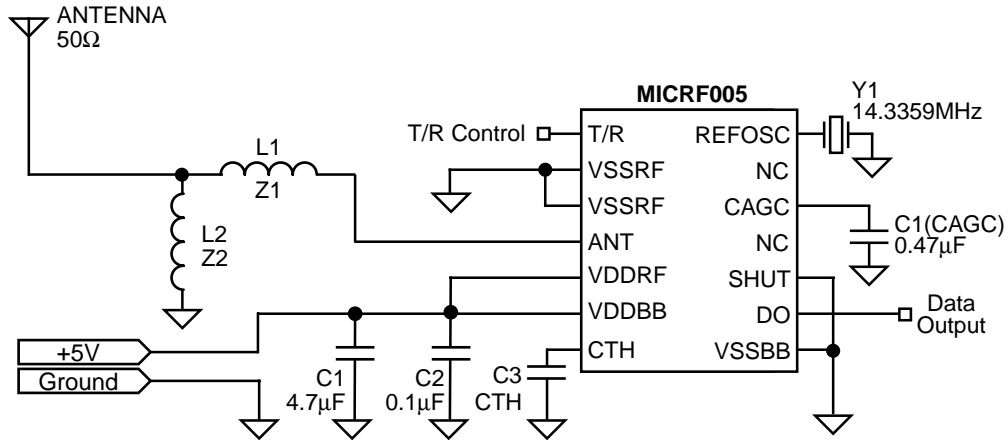 ANTENNA
50Ω
MICRF005
Y1
14.3359MHz
T/R Control
T/R
REFOSC
L1
Z1
VSSRF
NC
VSSRF
CAGC
C1(CAGC)
0.47µF
L2
Z2
ANT
NC
VDDRF
SHUT
VDDBB
DO
Data
Output
+5V
CTH
VSSBB
Ground
C1
4.7µF
C2
0.1µF
C3
CTH